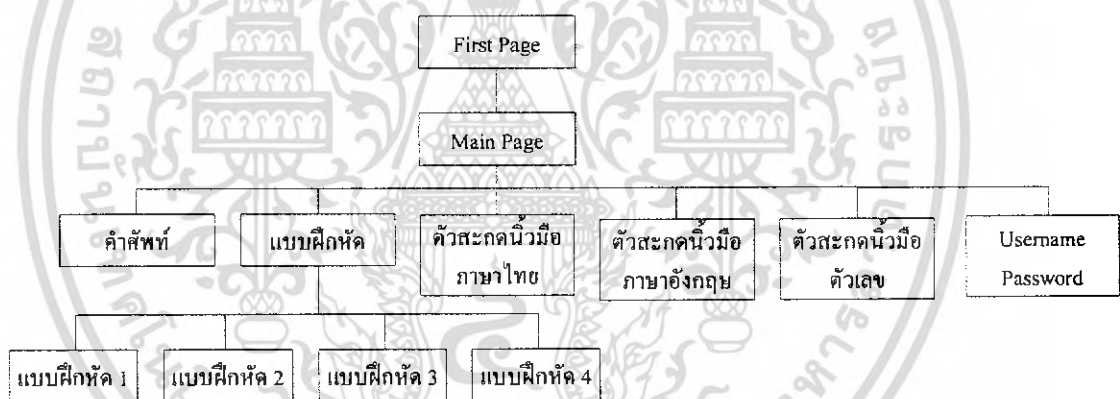 First Page
Main Page
คำศัพท์
แบบฝึกหัด
ตัวสะกดนิ้วมือ
ภาษาไทย
ตัวสะกดนิ้วมือ
ภาษาอังกฤษ
ตัวสะกดนิ้วมือ
ตัวเลข
Username
Password
แบบฝึกหัด 1
แบบฝึกหัด 2
แบบฝึกหัด 3
แบบฝึกหัด 4